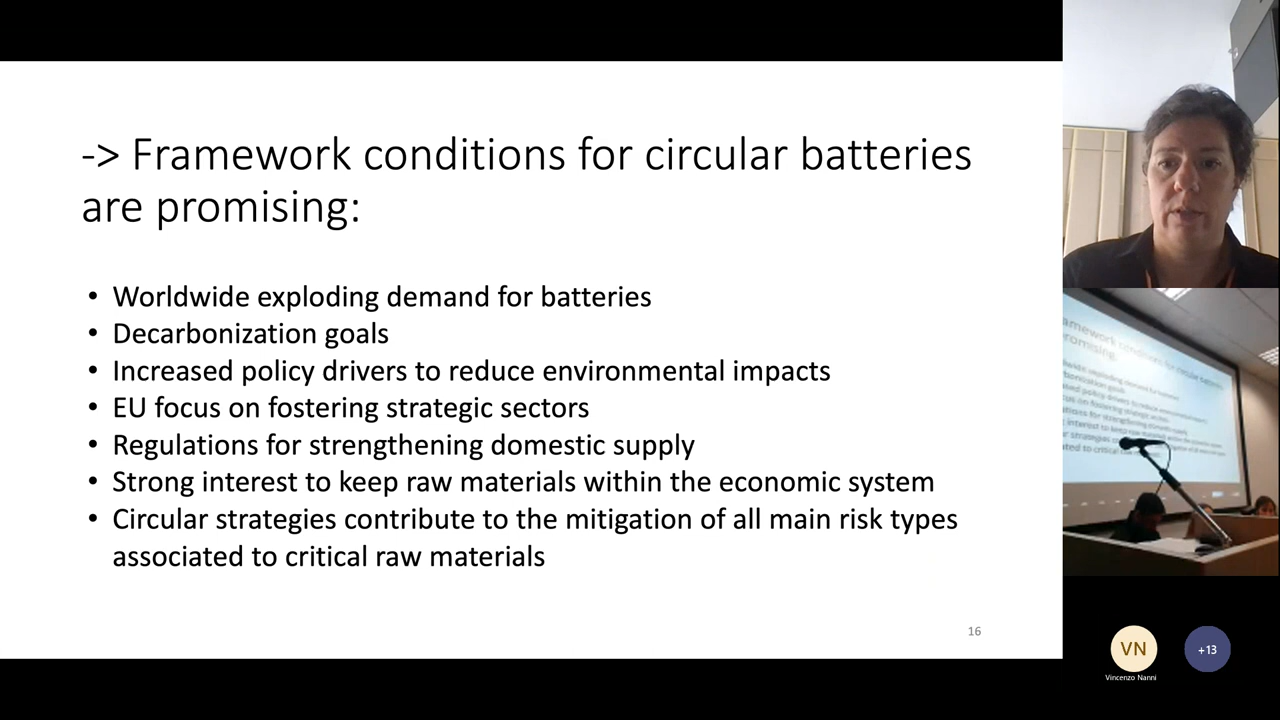 -> Framework conditions for circular batteries
are promising:
• Worldwide exploding demand for batteries
• Decarbonization goals
• Increased policy drivers to reduce environmental impacts
• EU focus on fostering strategic sectors
• Regulations for strengthening domestic supply
• Strong interest to keep raw materials within the economic system
• Circular strategies contribute to the mitigation of all main risk types
associated to critical raw materials
16
VN
+13
Vincenzo Nanni